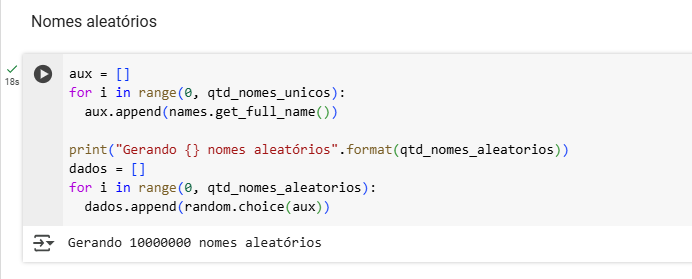 Nomes aleatórios
18s
aux = []
for i in range(0, qtd_nomes_unicos):
  aux.append(names.get_full_name())
print("Gerando {} nomes aleatórios".format(qtd_nomes_aleatorios))
dados = []
for i in range(0, qtd_nomes_aleatorios):
  dados.append(random.choice(aux))
Gerando 10000000 nomes aleatórios